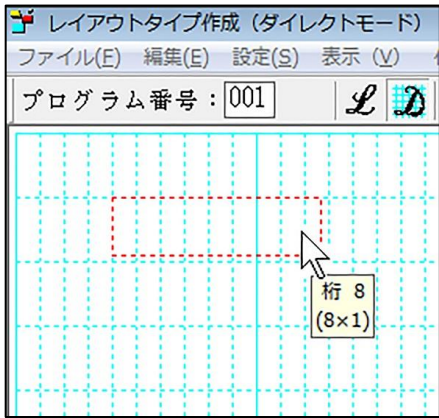 レイアウトタイプ作成（ダイレクトモード）
ファイル(F) 編集(E) 設定(S) 表示（V）
プログラム番号：001 L D
桁 8
(8×1)